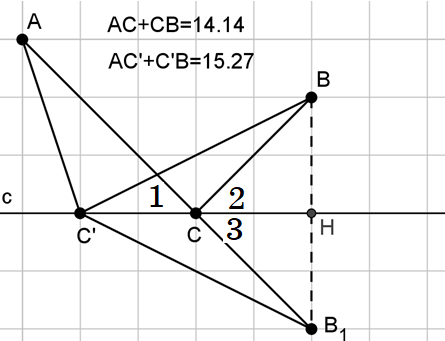 AC+CB=14.14
AC'+C'B=15.27
A
B
c
1
2
C'
C
3
H
B₁